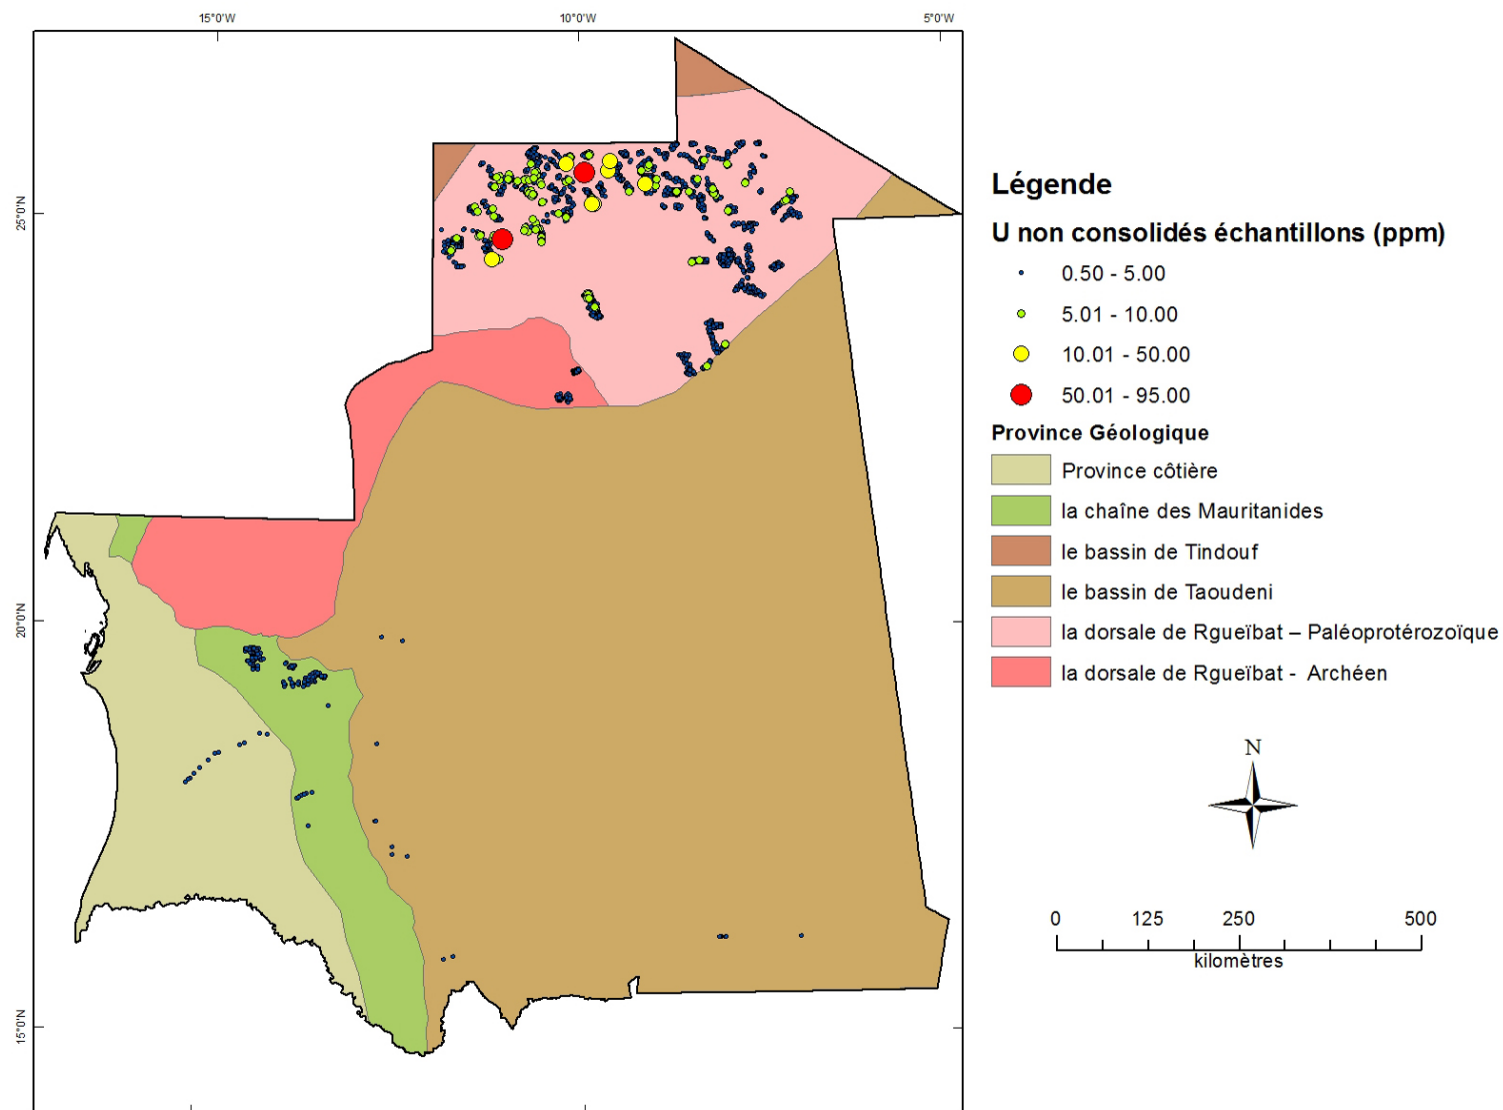 15°0'W 10°0'W 5°0'W
25°0'N
20°0'N
15°0'N
Légende
U non consolidés échantillons (ppm)
0.50 - 5.00
5.01 - 10.00
10.01 - 50.00
50.01 - 95.00
Province Géologique
Province côtière
la chaîne des Mauritanides
le bassin de Tindouf
le bassin de Taoudeni
la dorsale de Rgueïbat – Paléoprotérozoïque
la dorsale de Rgueïbat - Archéen
N
0 125 250 500
kilomètres